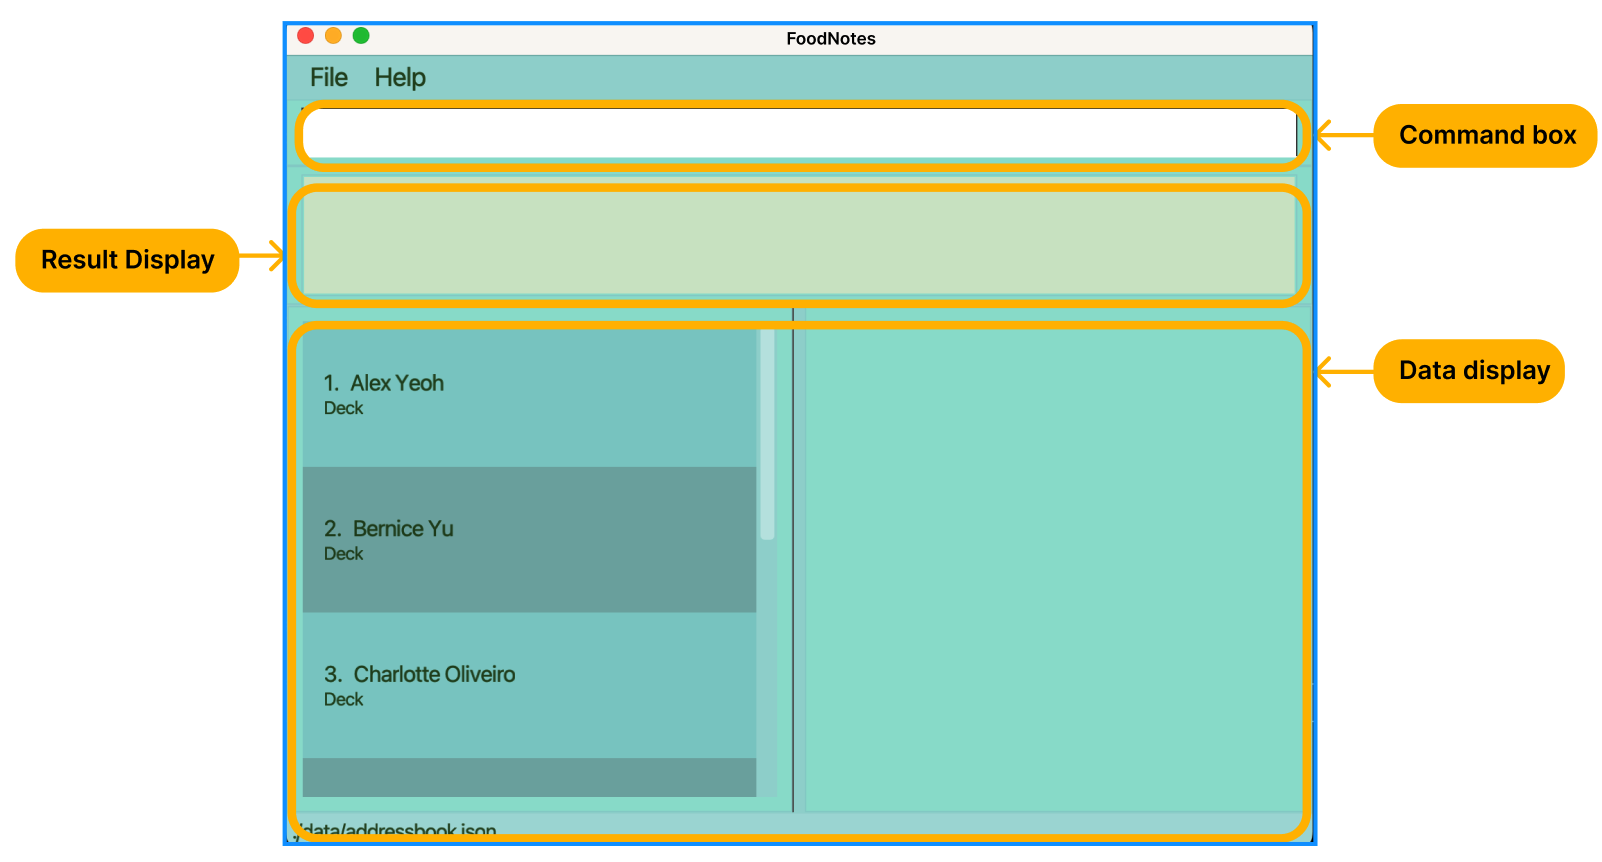 FoodNotes
File Help
Command box
Result Display
Data display
1. Alex Yeoh
Deck
2. Bernice Yu
Deck
3. Charlotte Oliveiro
Deck
./data/addressbook.json